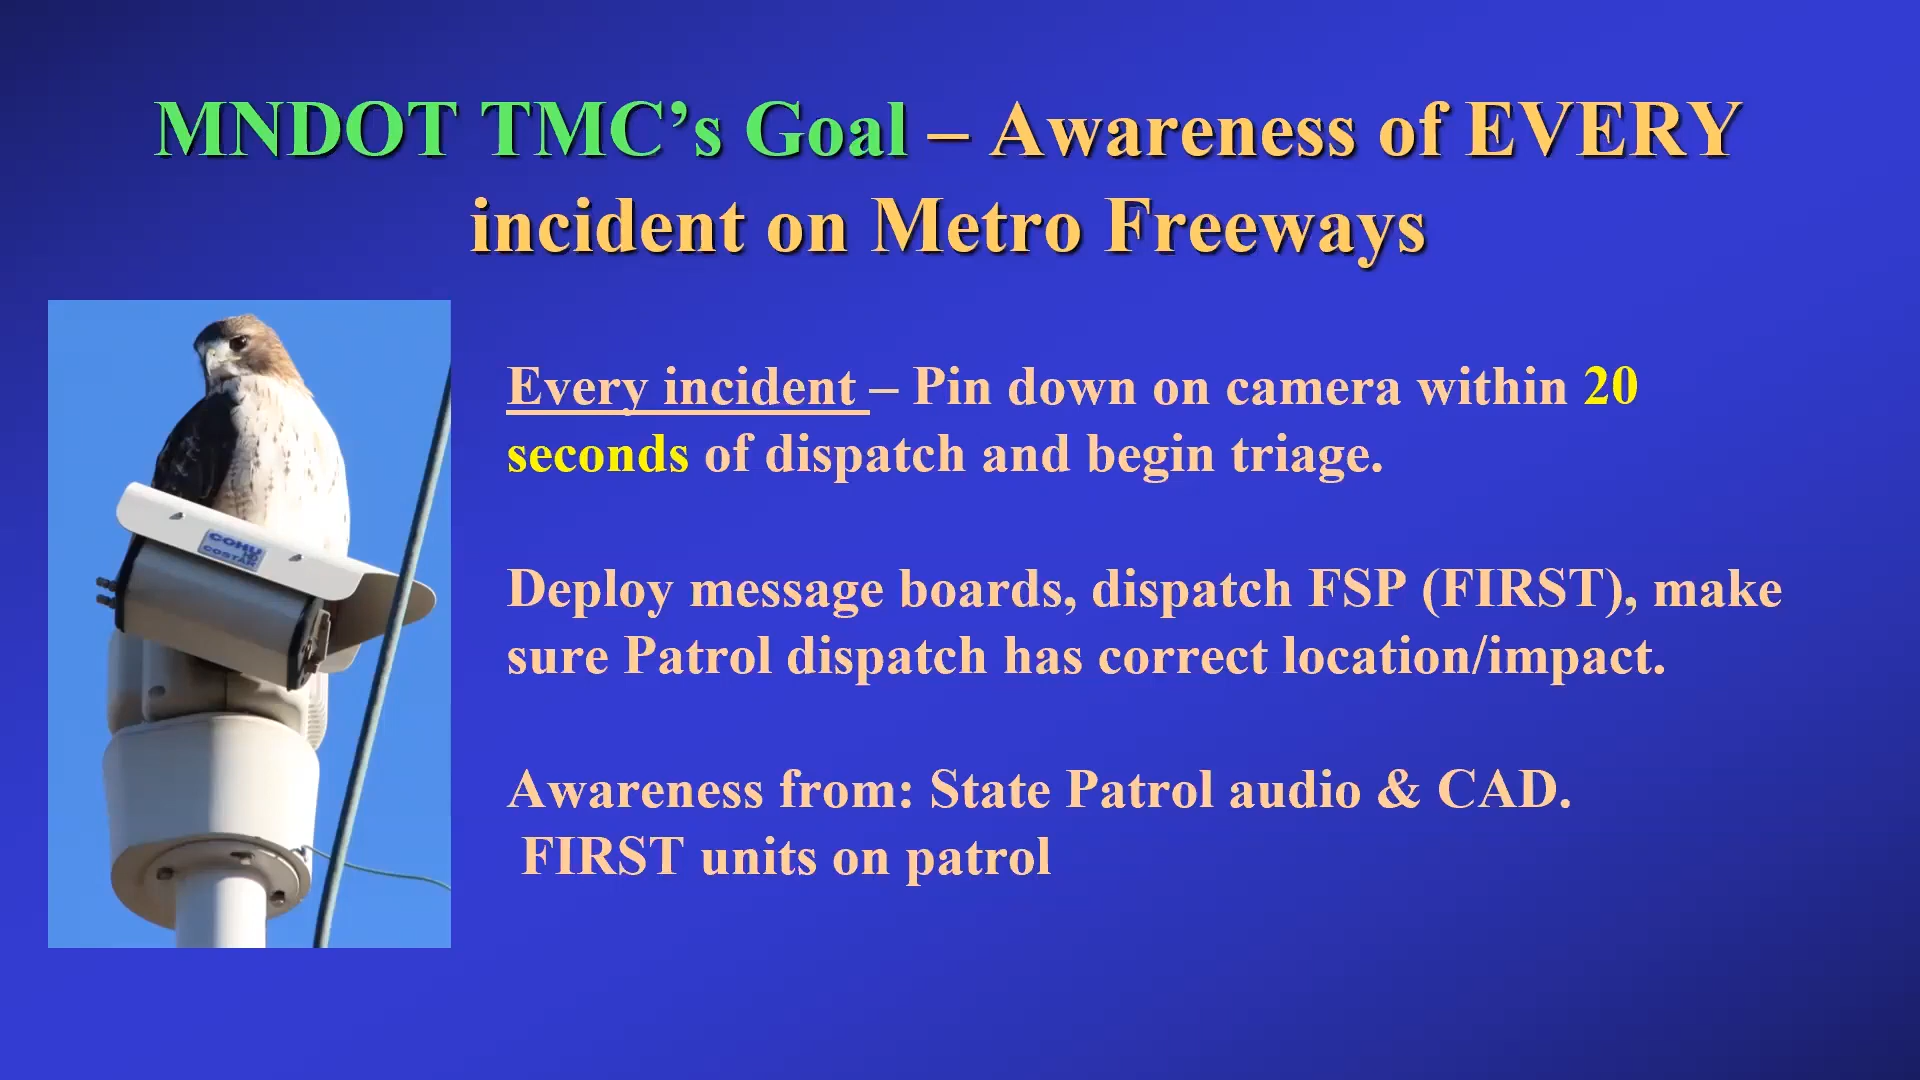 MNDOT TMC’s Goal – Awareness of EVERY
incident on Metro Freeways
Every incident – Pin down on camera within 20
seconds of dispatch and begin triage.
Deploy message boards, dispatch FSP (FIRST), make
sure Patrol dispatch has correct location/impact.
Awareness from: State Patrol audio & CAD.
FIRST units on patrol
COHU
HD
COSTAR